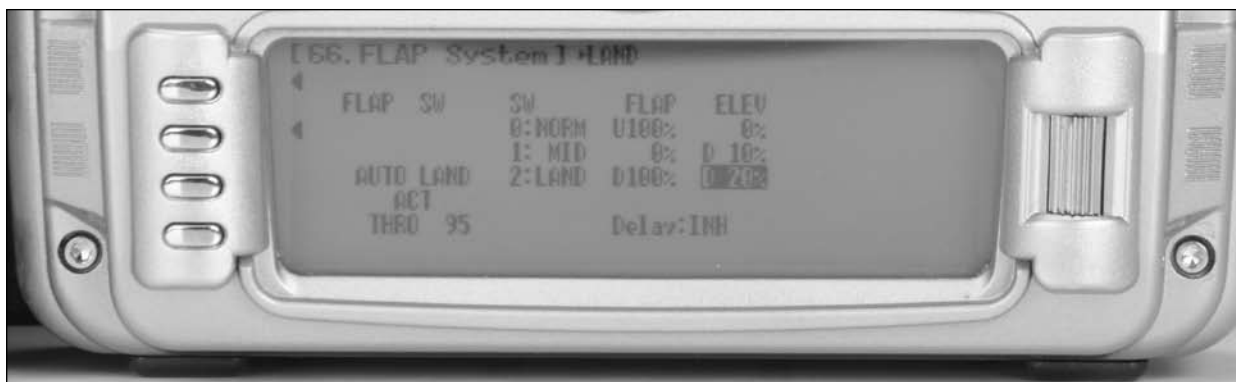 [66.FLAP System] →LAND
FLAP SW SW FLAP ELEV
0:NORM U100% 0%
1: MID 0% D 10%
AUTO LAND 2:LAND D100% D 20%
ACT
THRO 95 Delay:INH